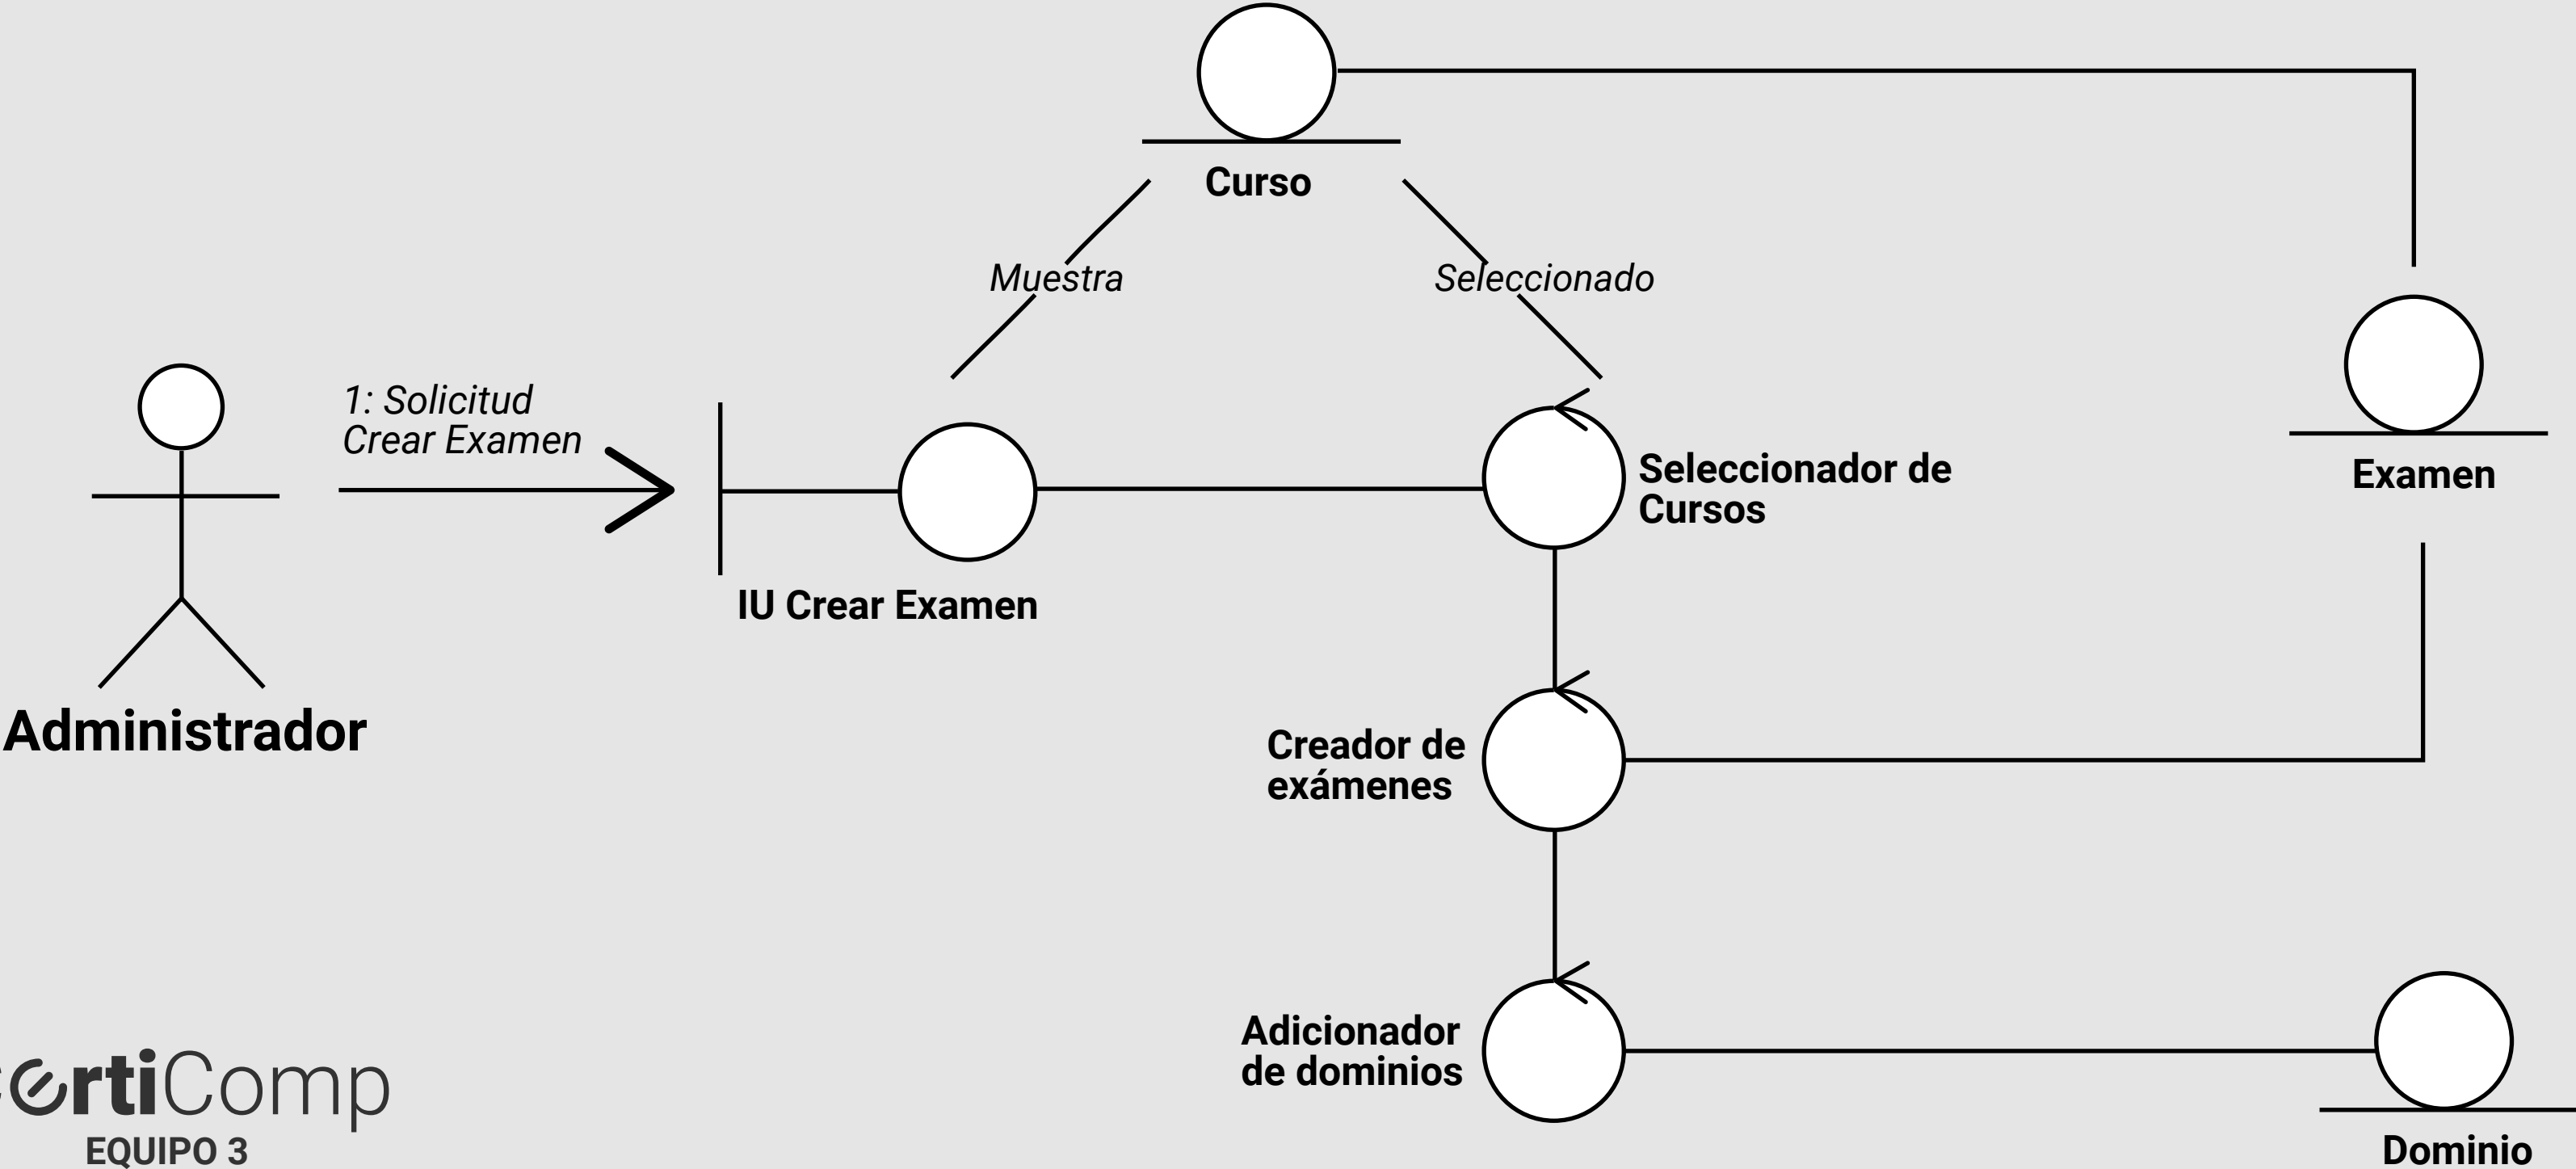 Curso
Muestra
Seleccionado
1: Solicitud
Crear Examen
Seleccionador de
Cursos
Examen
IU Crear Examen
Administrador
Creador de
exámenes
Adicionador
de dominios
CertiComp
EQUIPO 3
Dominio